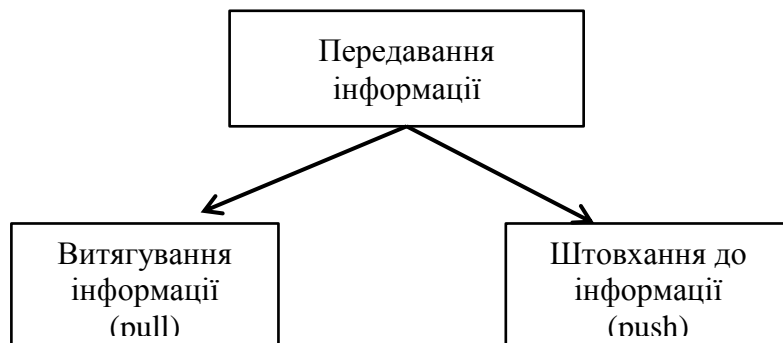 Передавання
інформації
Витягування
інформації
(pull)
Штовхання до
інформації
(push)